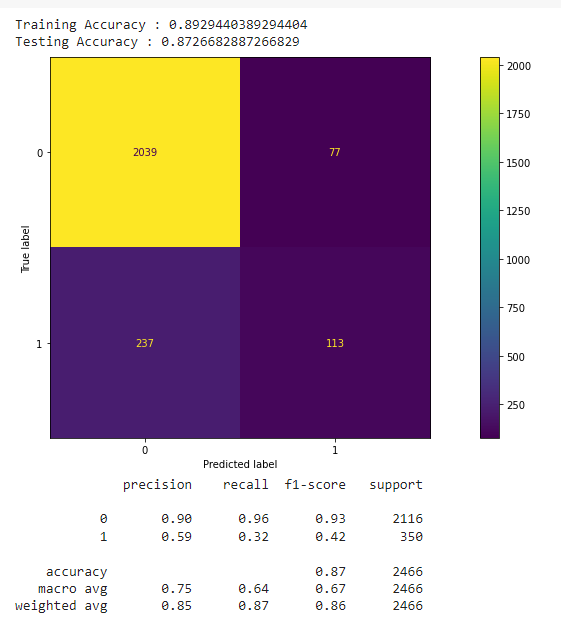 Training Accuracy : 0.8929440389294404
Testing Accuracy : 0.8726682887266829
2000
1750
1500
1250
1000
750
500
250
True label
0
2039
77
1
237
113
0
1
Predicted label
precision recall f1-score support
0 0.90 0.96 0.93 2116
1 0.59 0.32 0.42 350
accuracy 0.87 2466
macro avg 0.75 0.64 0.67 2466
weighted avg 0.85 0.87 0.86 2466